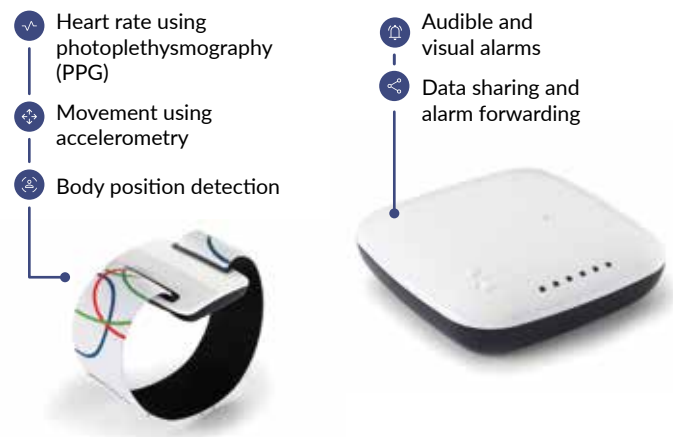 Heart rate using
photoplethysmography
(PPG)
Movement using
accelerometry
Body position detection
Audible and
visual alarms
Data sharing and
alarm forwarding